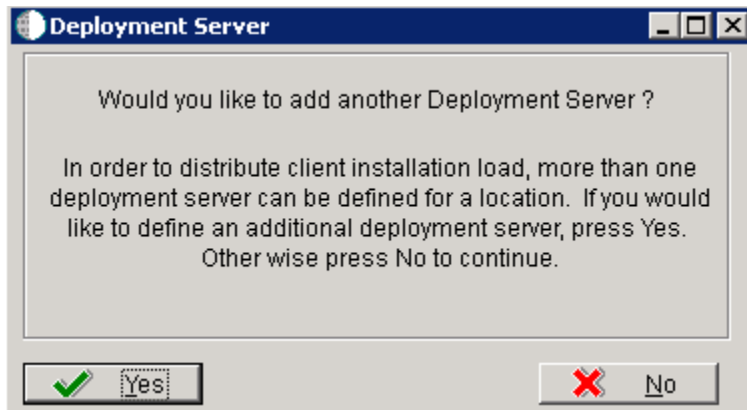 Deployment Server
Would you like to add another Deployment Server ?
In order to distribute client installation load, more than one
deployment server can be defined for a location. If you would
like to define an additional deployment server, press Yes.
Other wise press No to continue.
Yes
No